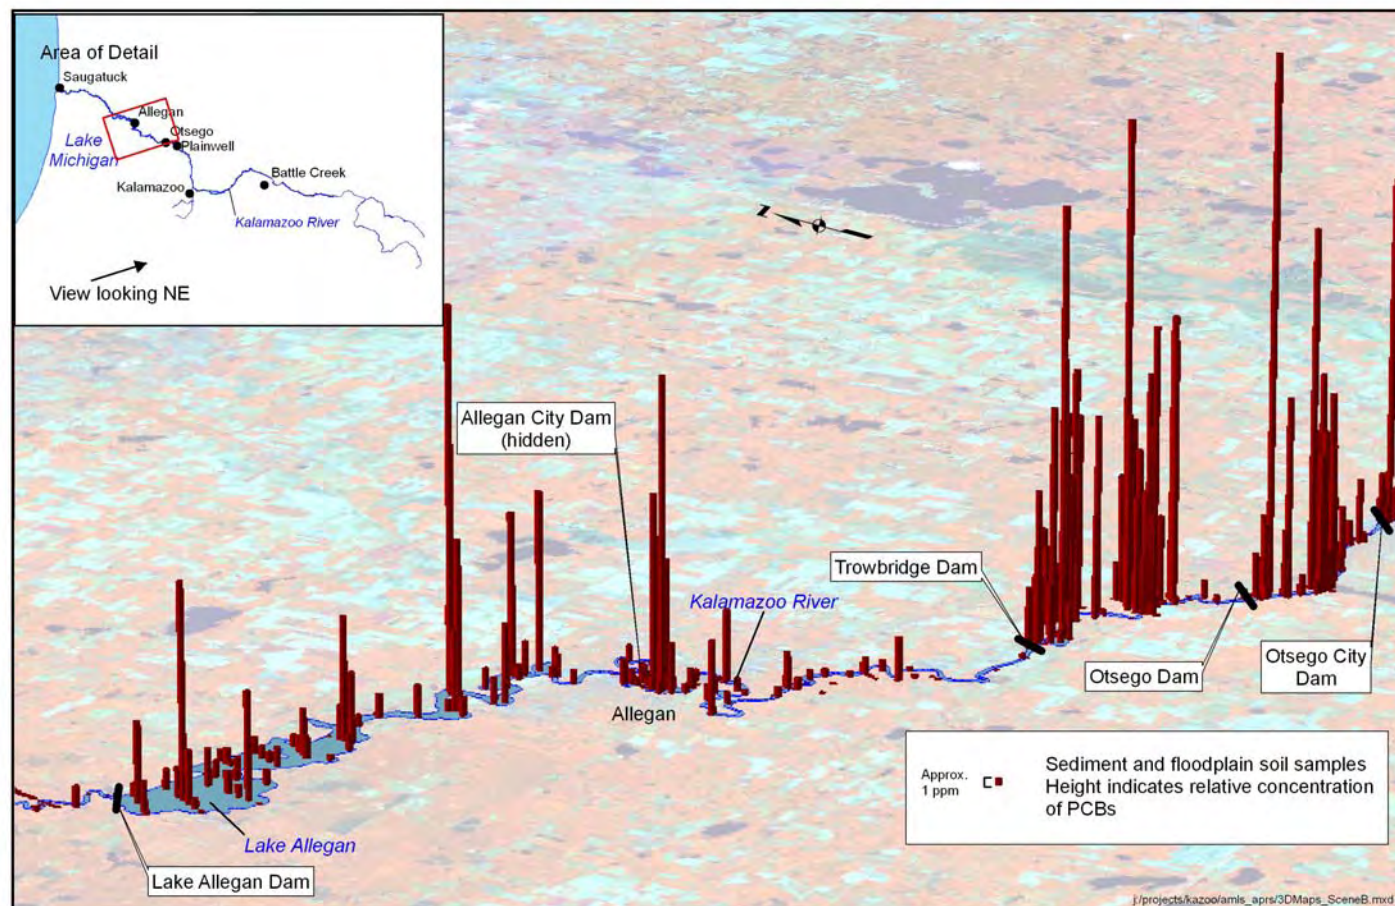 Area of Detail
Saugatuck
Allegan
Otsego
Plainwell
Lake
Michigan
Kalamazoo
Battle Creek
Kalamazoo River
View looking NE
Allegan City Dam
(hidden)
Kalamazoo River
Trowbridge Dam
Otsego Dam
Otsego City
Dam
Allegan
Lake Allegan
Lake Allegan Dam
Approx.
1 ppm
Sediment and floodplain soil samples
Height indicates relative concentration
of PCBs
j:/projects/kazoo/amls_aprs/3DMaps_SceneB.mxd